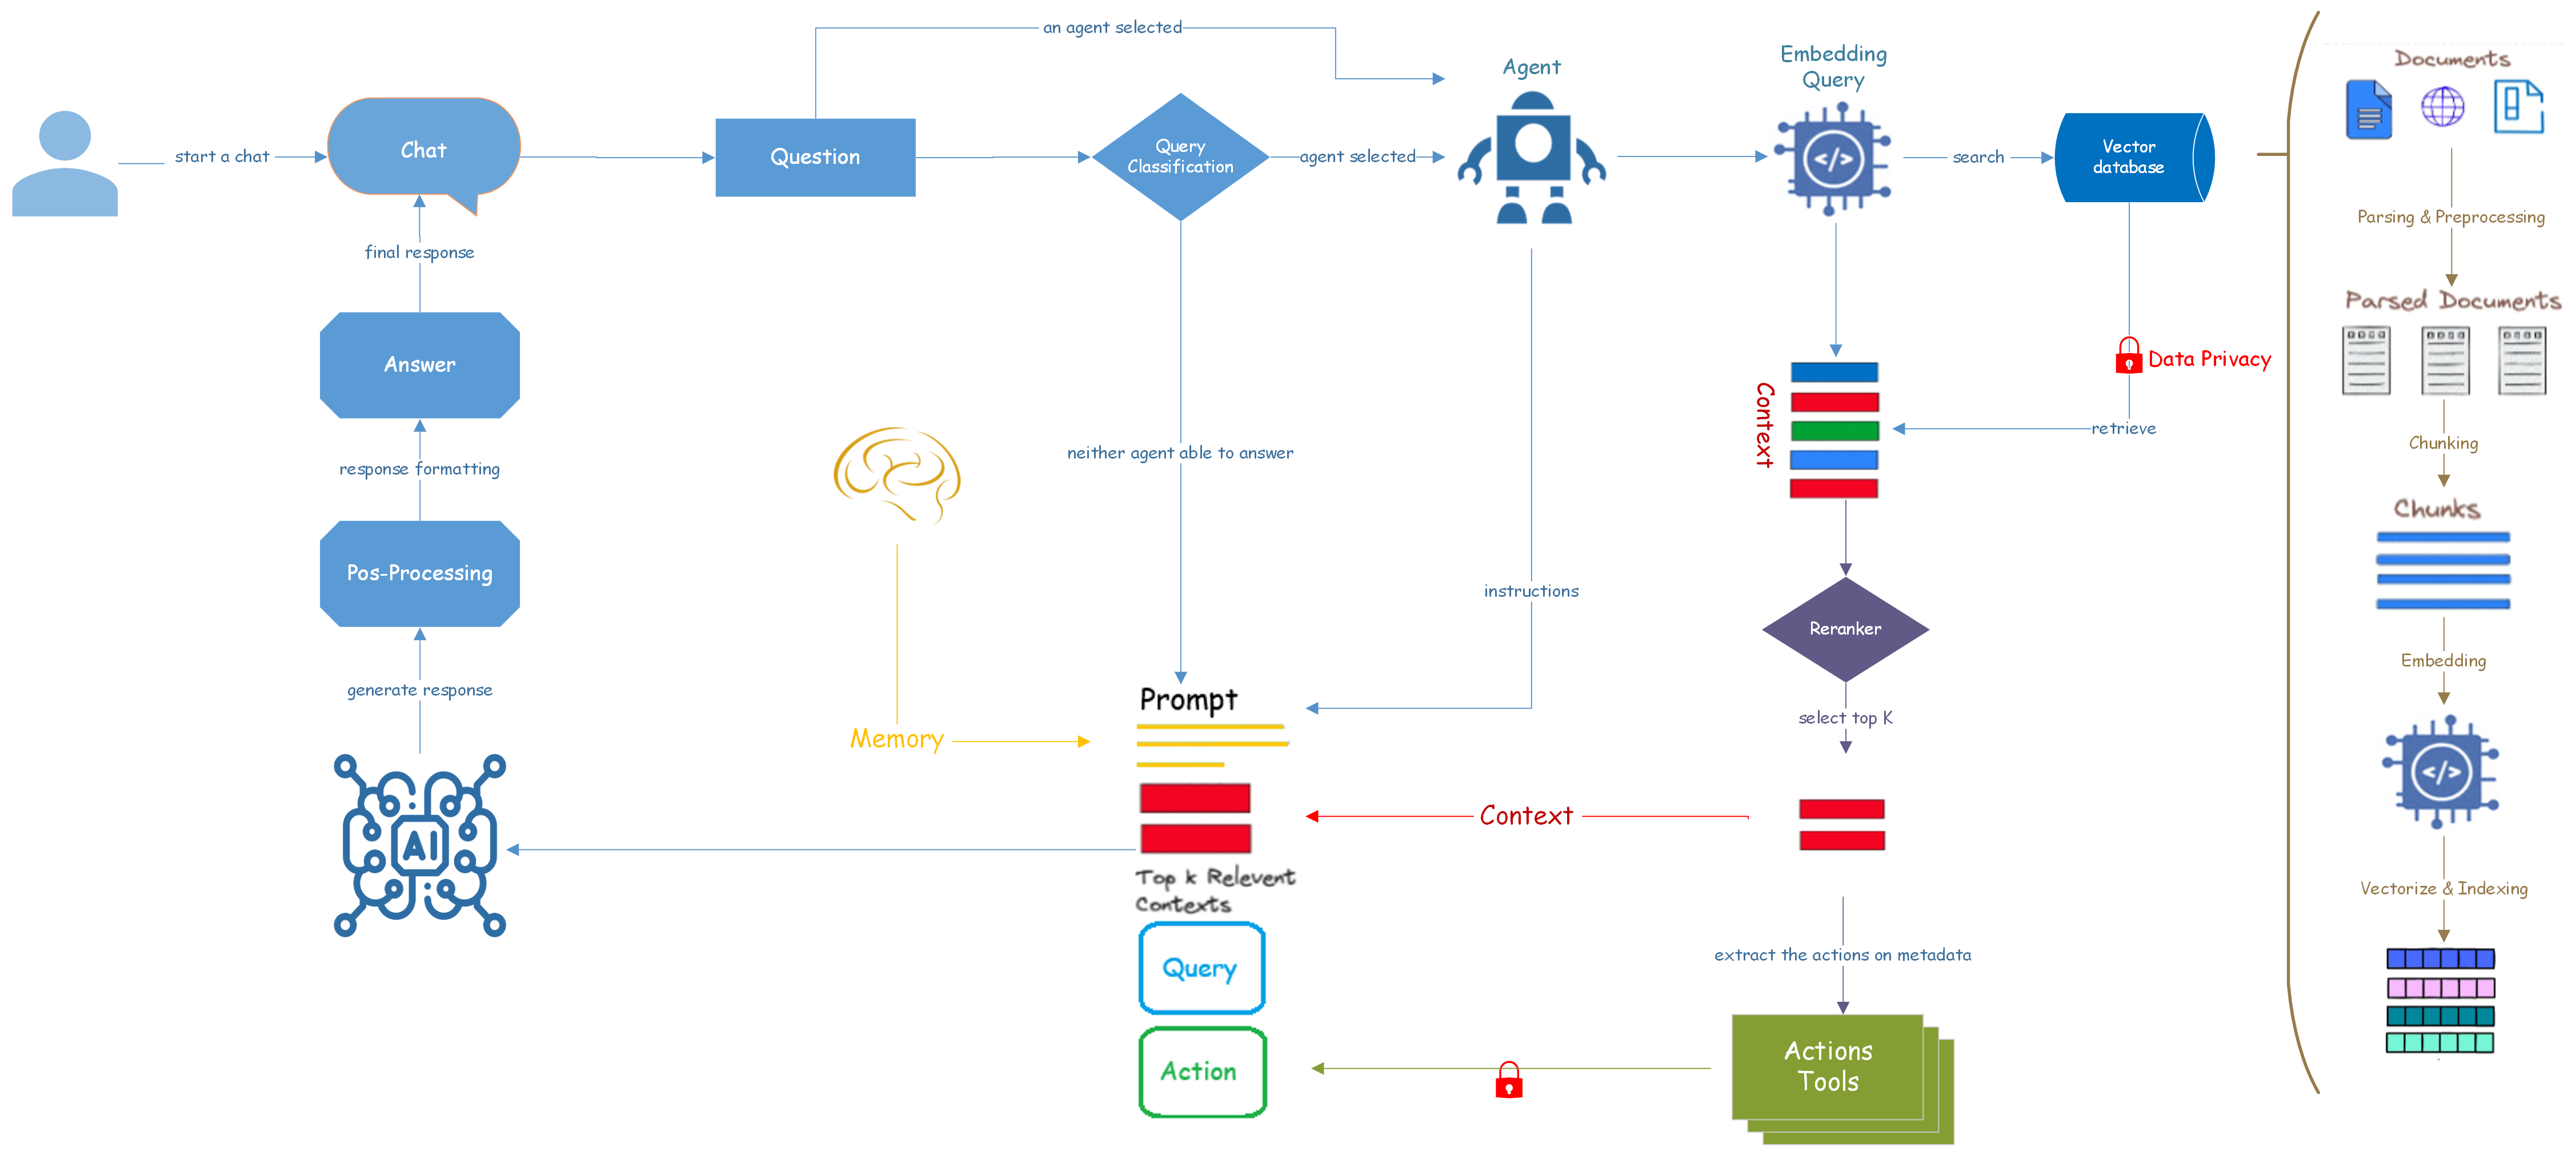 an agent selected
Agent
Embedding
Query
Documents
start a chat
Chat
Question
Query
Classification
agent selected
</>
search
Vector
database
Parsing & Preprocessing
final response
Parsed Documents
Answer
Data Privacy
Context
retrieve
Chunking
neither agent able to answer
response formatting
Chunks
Pos-Processing
instructions
Reranker
Embedding
generate response
Prompt
select top K
Memory
</>
Context
AI
Top k Relevent
Contexts
Vectorize & Indexing
Query
extract the actions on metadata
Action
Actions
Tools